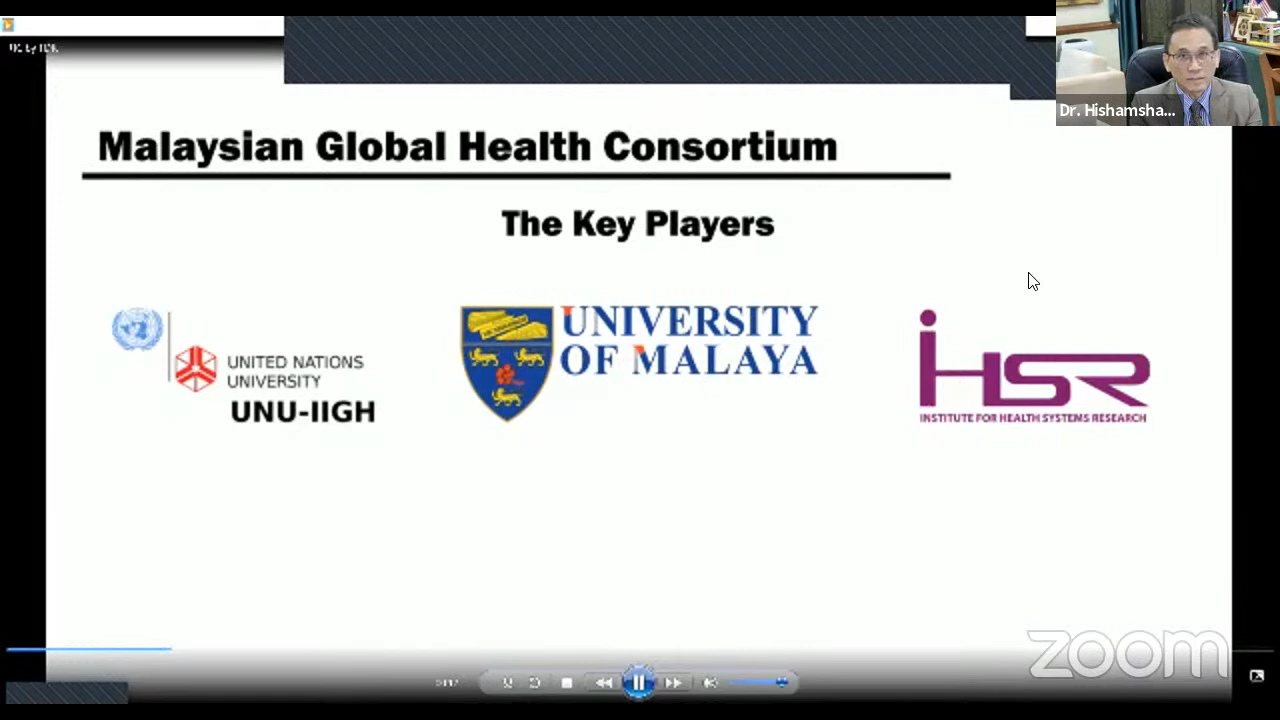 Dr. Hishamsha...
Malaysian Global Health Consortium
The Key Players
UNITED NATIONS
UNIVERSITY
UNU-IIGH
UNIVERSITY
OF MALAYA
iHSR
INSTITUTE FOR HEALTH SYSTEMS RESEARCH
zoom